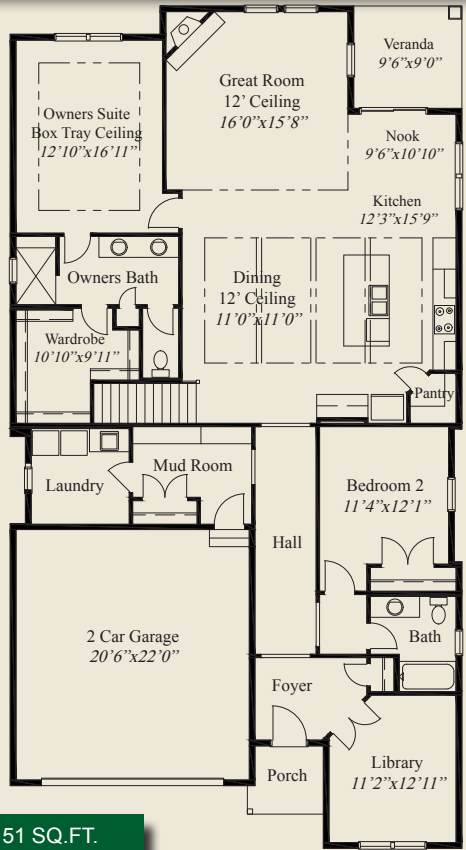 Veranda
9'6"x9'0"
Great Room
12' Ceiling
16'0"x15'8"
Owners Suite
Box Tray Ceiling
12'10"x16'11"
Nook
9'6"x10'10"
Kitchen
12'3"x15'9"
Owners Bath
Dining
12' Ceiling
11'0"x11'0"
Wardrobe
10'10"x9'11"
Pantry
Laundry
Mud Room
Bedroom 2
11'4"x12'1"
Hall
2 Car Garage
20'6"x22'0"
Bath
Foyer
Porch
Library
11'2"x12'11"
51 SQ.FT.